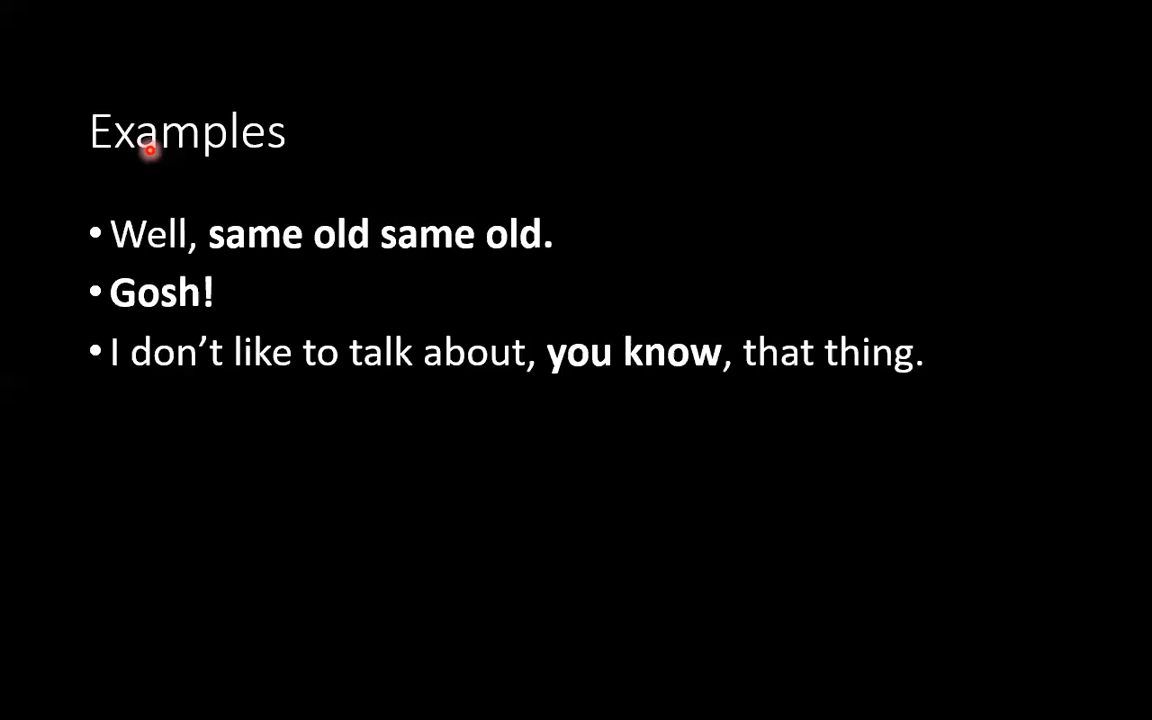 Examples
• Well, same old same old.
• Gosh!
• I don’t like to talk about, you know, that thing.